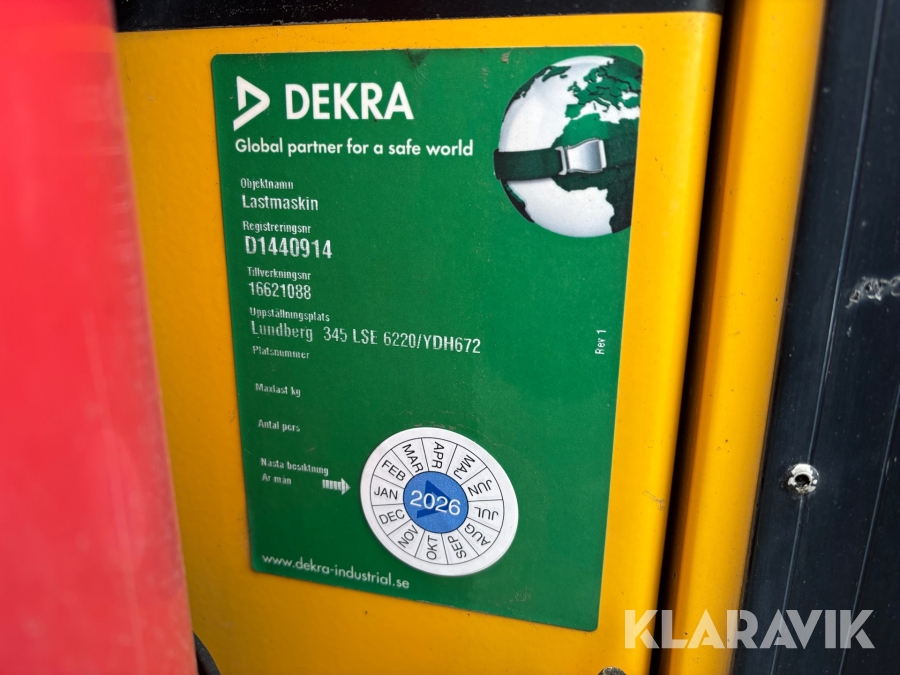 DEKRA
Global partner for a safe world
Objektnamn
Lastmaskin
Registreringsnr
D1440914
Tillverkningsnr
16621088
Uppställningsplats
Lundberg 345 LSE 6220/YDH672
Platsnummer
Rev 1
Maxlast kg
Antal pers
Nästa besiktning
År mån
JAN
FEB
MAR
APR
MAJ
JUN
JUL
AUG
SEP
OKT
NOV
DEC
2026
www.dekra-industrial.se
KLARAVIK